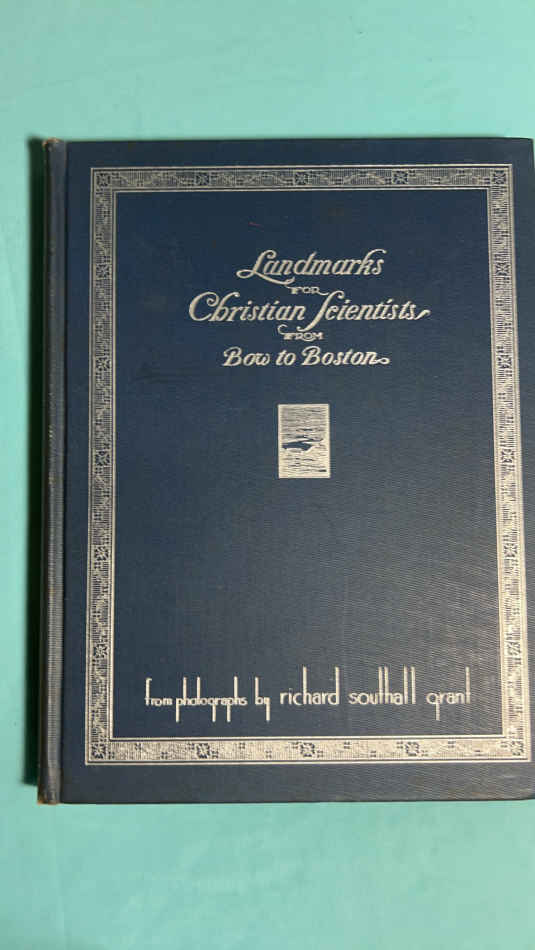 Landmarks
FOR
Christian Scientists
FROM
Bow to Boston
from photographs by richard southall grant